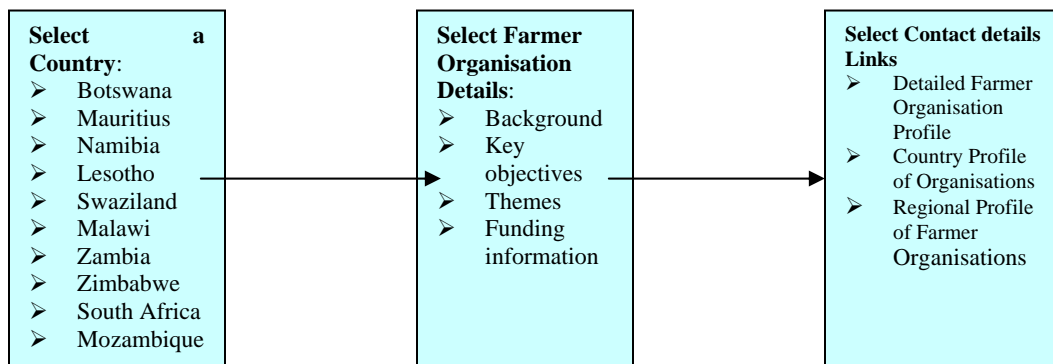 Select a
Country:
➢ Botswana
➢ Mauritius
➢ Namibia
➢ Lesotho
➢ Swaziland
➢ Malawi
➢ Zambia
➢ Zimbabwe
➢ South Africa
➢ Mozambique
Select Farmer
Organisation
Details:
➢ Background
➢ Key
objectives
➢ Themes
➢ Funding
information
Select Contact details
Links
➢ Detailed Farmer
Organisation
Profile
➢ Country Profile
of Organisations
➢ Regional Profile
of Farmer
Organisations